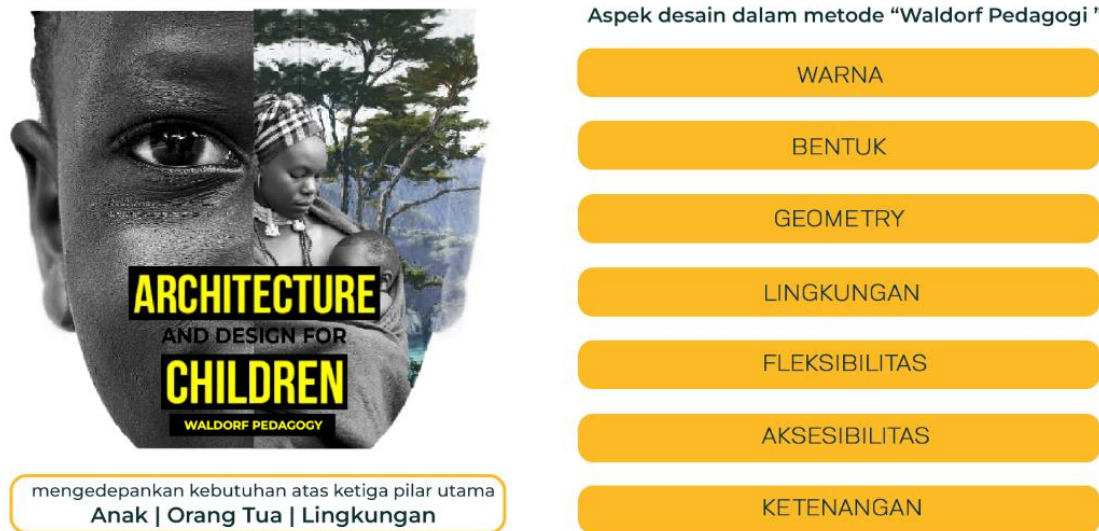 ARCHITECTURE
AND DESIGN FOR
CHILDREN
WALDORF PEDAGOGY
mengedepankan kebutuhan atas ketiga pilar utama
Anak | Orang Tua | Lingkungan
Aspek desain dalam metode “Waldorf Pedagogi ”
WARNA
BENTUK
GEOMETRY
LINGKUNGAN
FLEKSIBILITAS
AKSESIBILITAS
KETENANGAN